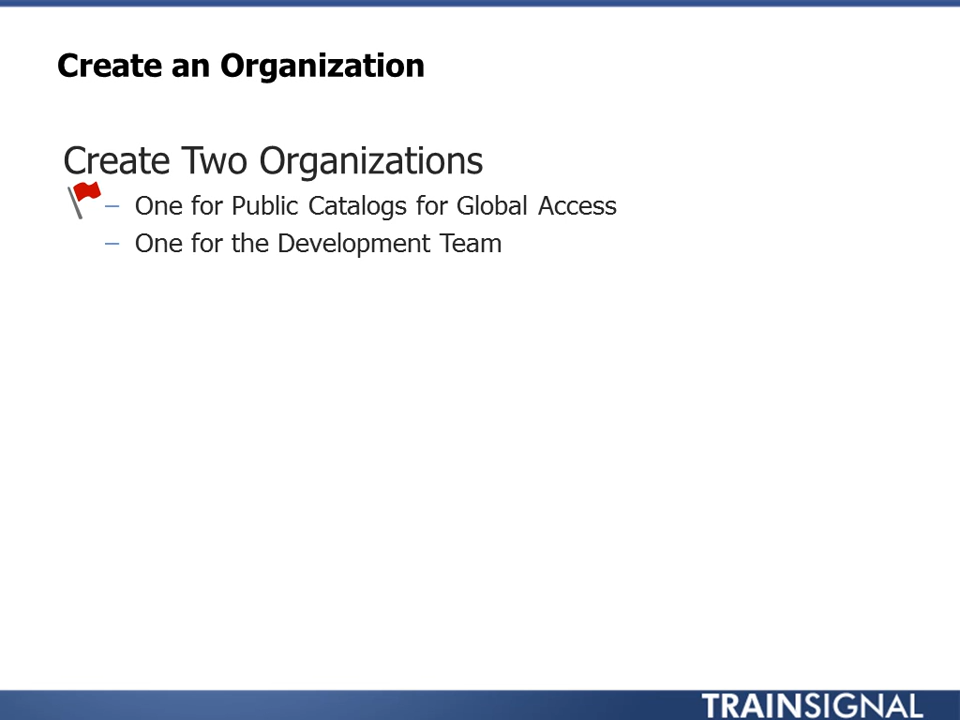 Create an Organization
Create Two Organizations
– One for Public Catalogs for Global Access
– One for the Development Team
TRAINSIGNAL